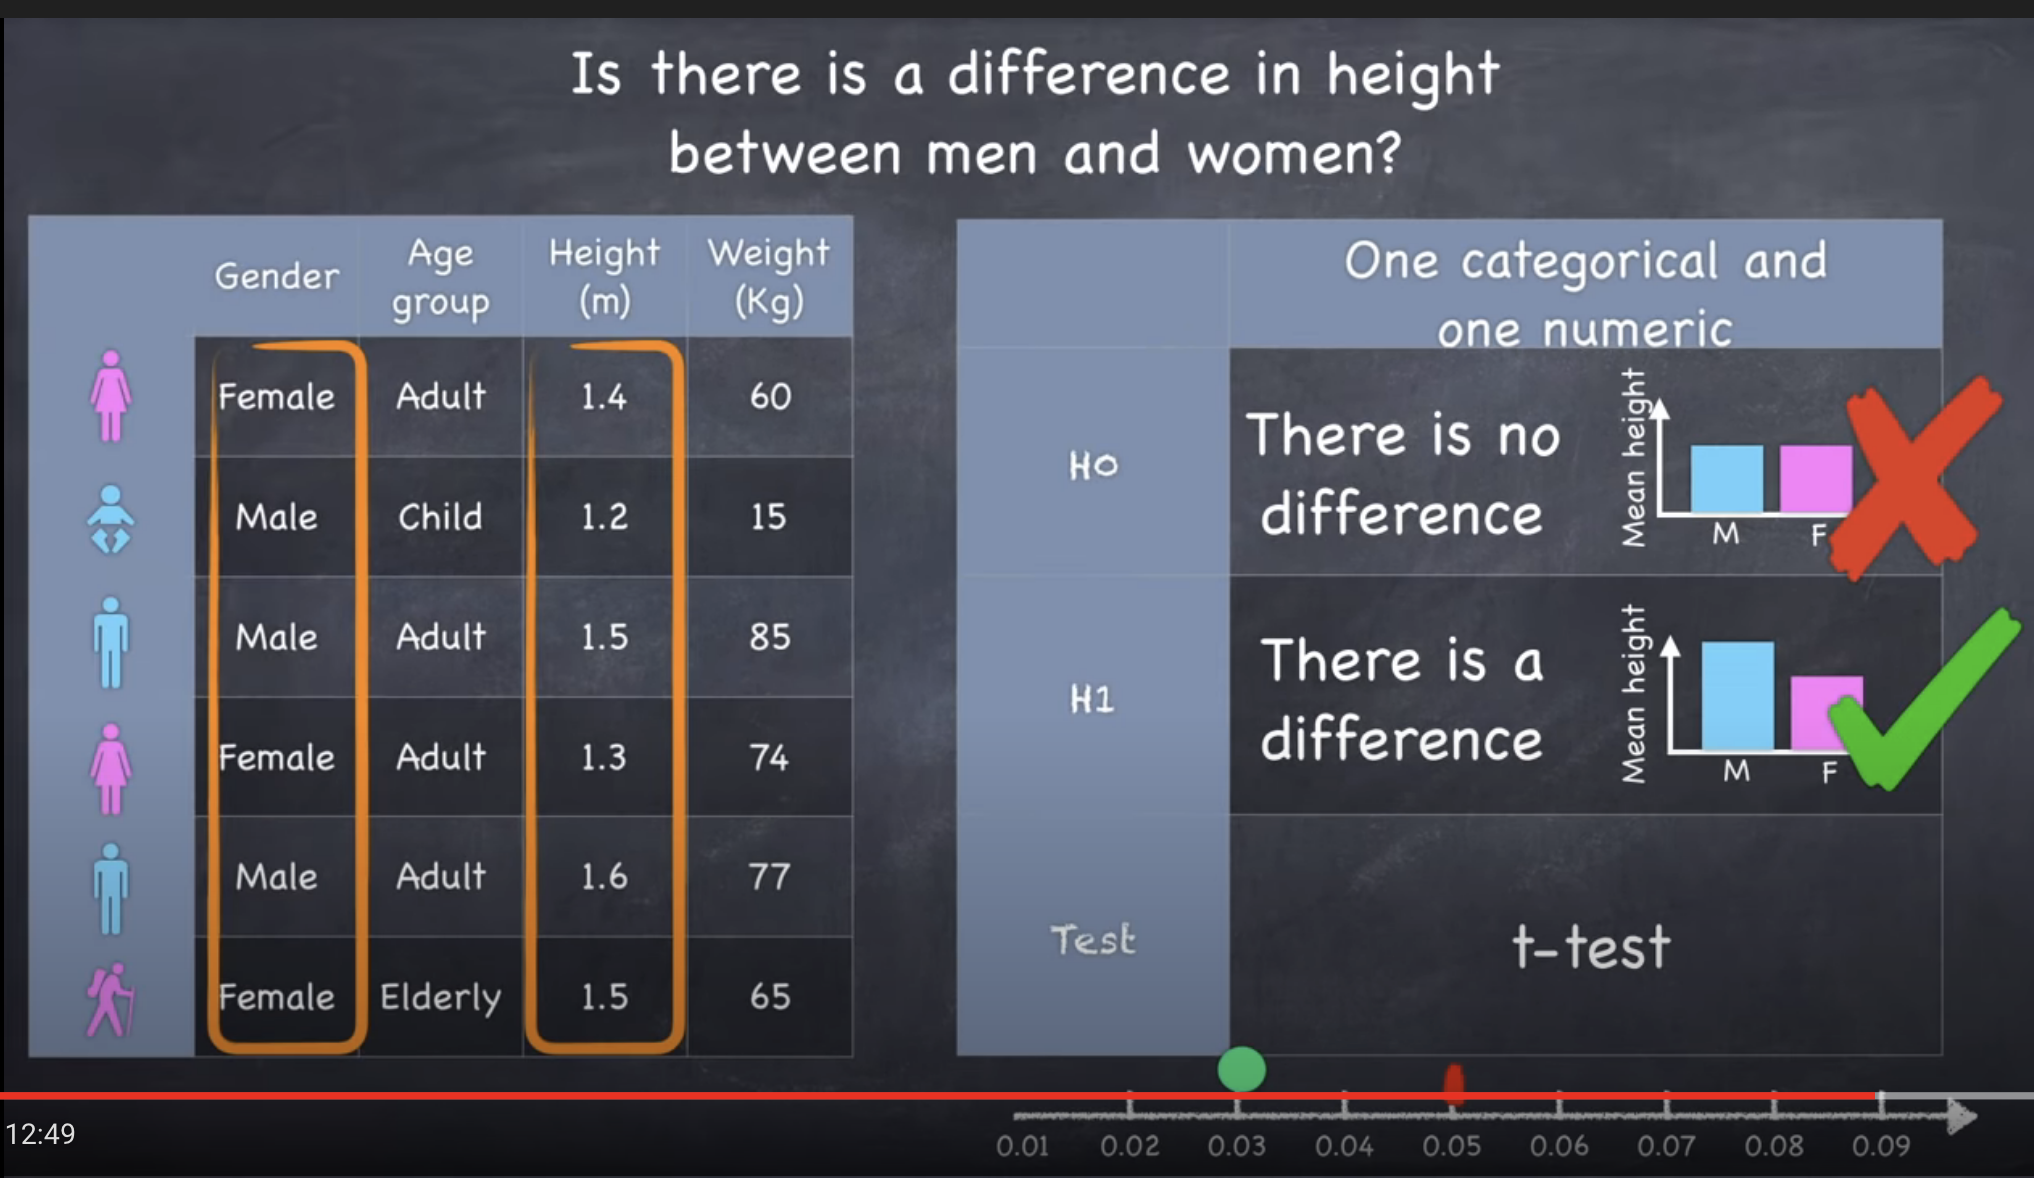 Is there is a difference in height
between men and women?
Gender Age group Height (m) Weight (Kg)
Female Adult 1.4 60
Male Child 1.2 15
Male Adult 1.5 85
Female Adult 1.3 74
Male Adult 1.6 77
Female Elderly 1.5 65
One categorical and
one numeric
H0
There is no
difference
Mean height
M F
H1
There is a
difference
Mean height
M F
Test
t-test
12:49
0.01 0.02 0.03 0.04 0.05 0.06 0.07 0.08 0.09